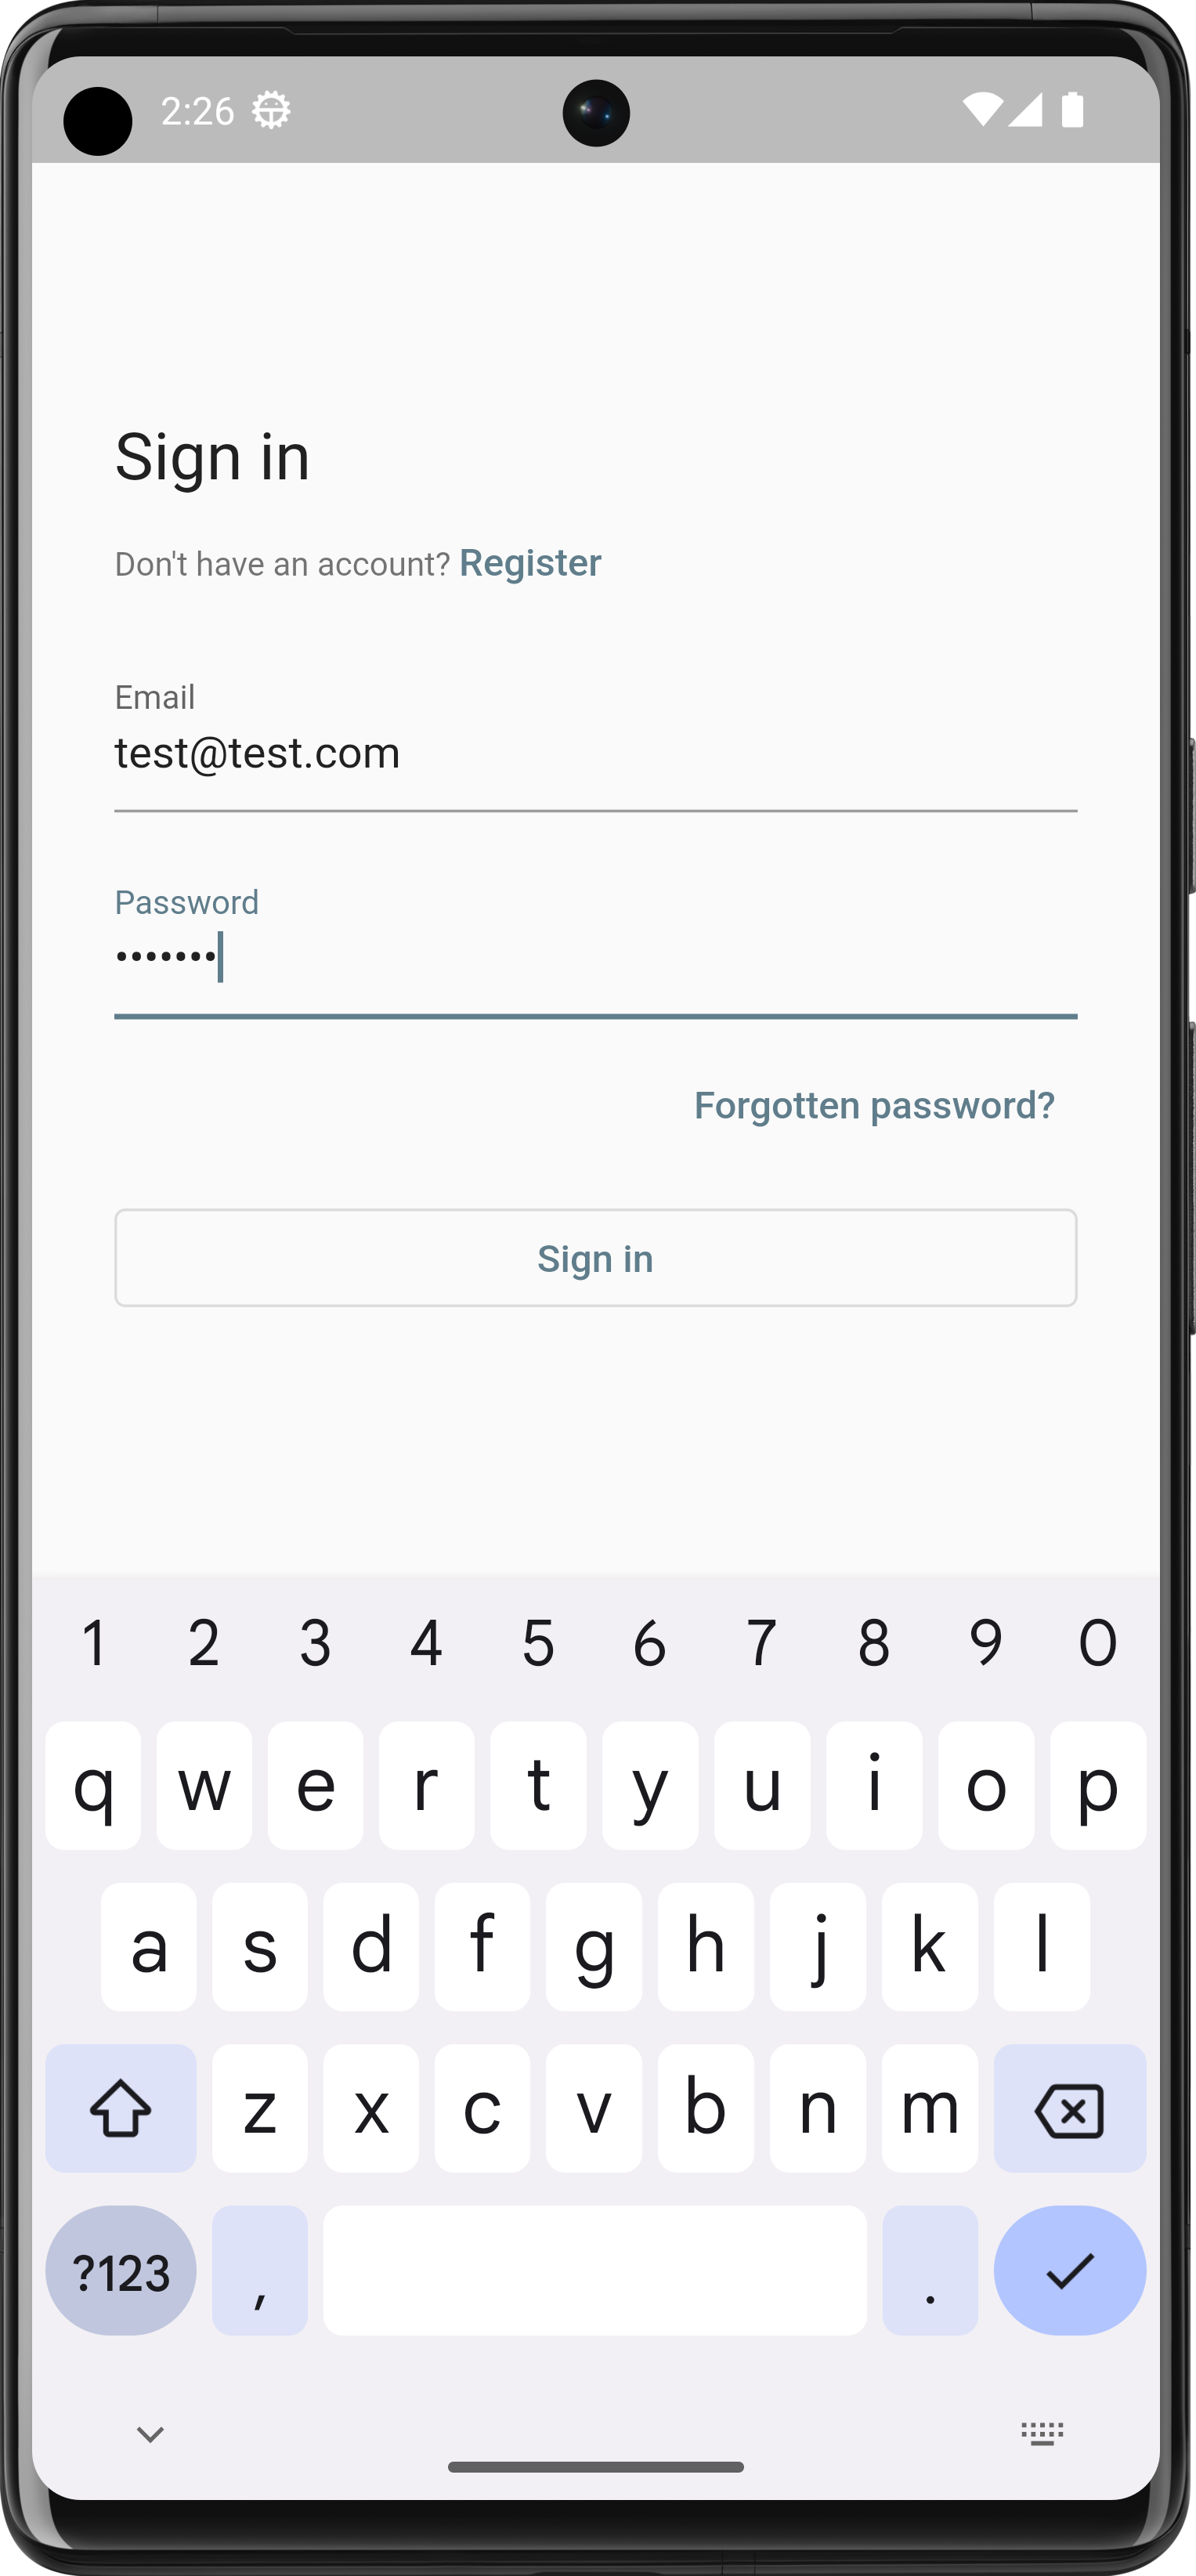 2:26
Sign in
Don't have an account? Register
Email
test@test.com
Password
•••••••
Forgotten password?
Sign in
1 2 3 4 5 6 7 8 9 0
q w e r t y u i o p
a s d f g h j k l
z x c v b n m
?123 , .